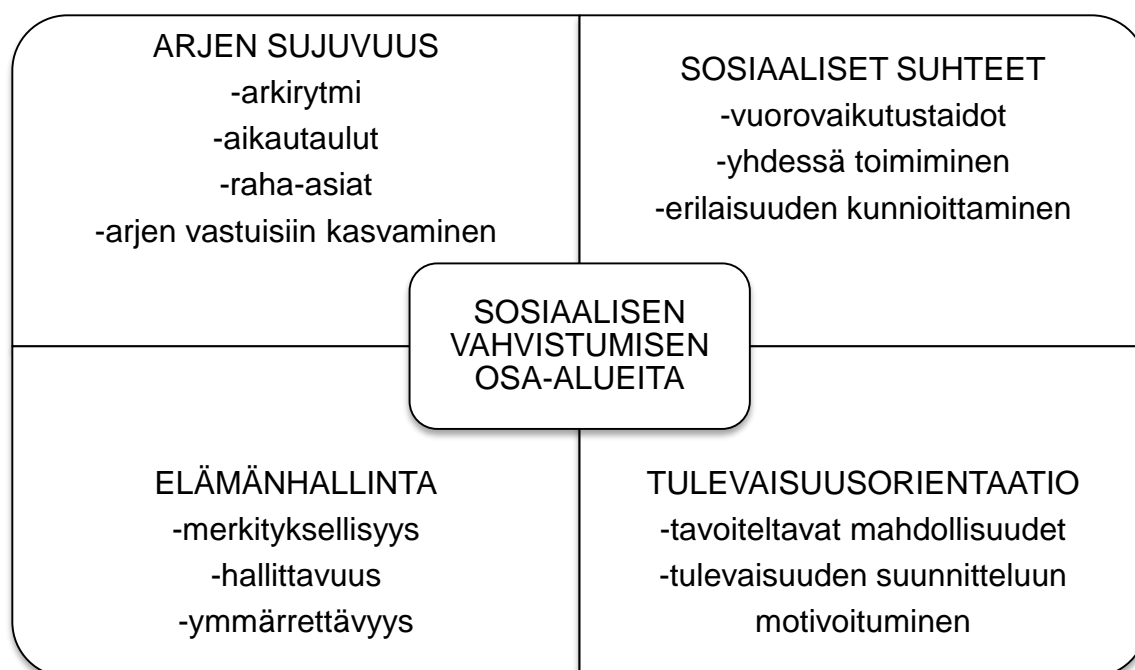 ARJEN SUJUVUUS
-arkirytmi
-aikautaulut
-raha-asiat
-arjen vastuisiin kasvaminen
SOSIAALISET SUHTEET
-vuorovaikutustaidot
-yhdessä toimiminen
-erilaisuuden kunnioittaminen
SOSIAALISEN
VAHVISTUMISEN
OSA-ALUEITA
ELÄMÄNHALLINTA
-merkityksellisyys
-hallittavuus
-ymmärrettävyys
TULEVAISUUSORIENTAATIO
-tavoiteltavat mahdollisuudet
-tulevaisuuden suunnitteluun
motivoituminen